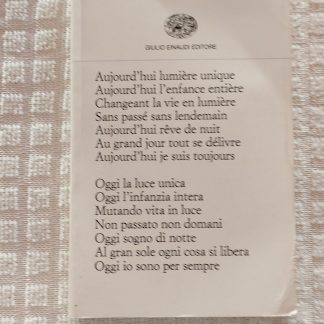 GIULIO EINAUDI EDITORE
Aujourd'hui lumière unique
Aujourd'hui l'enfance entière
Changeant la vie en lumière
Sans passé sans lendemain
Aujourd'hui rêve de nuit
Au grand jour tout se délivre
Aujourd'hui je suis toujours
Oggi la luce unica
Oggi l'infanzia intera
Mutando vita in luce
Non passato non domani
Oggi sogno di notte
Al gran sole ogni cosa si libera
Oggi io sono per sempre